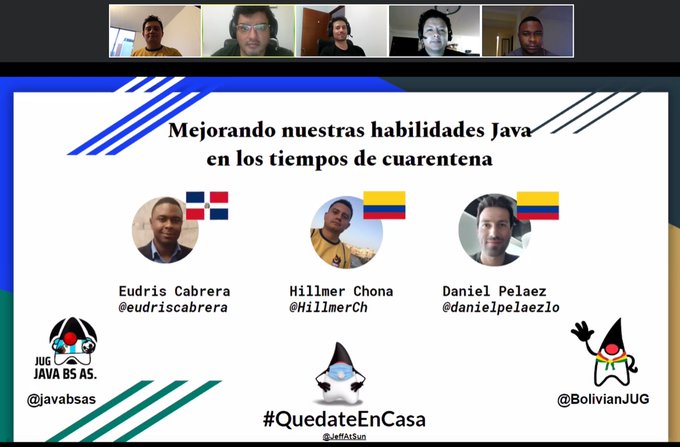 Mejorando nuestras habilidades Java
en los tiempos de cuarentena
Eudris Cabrera
@eudriscabrera
Hillmer Chona
@HillmerCh
Daniel Pelaez
@danielpelaezlo
JUG
JAVA BS AS.
@javabsas
#QuedateEnCasa
@JeffAtSun
@BolivianJUG